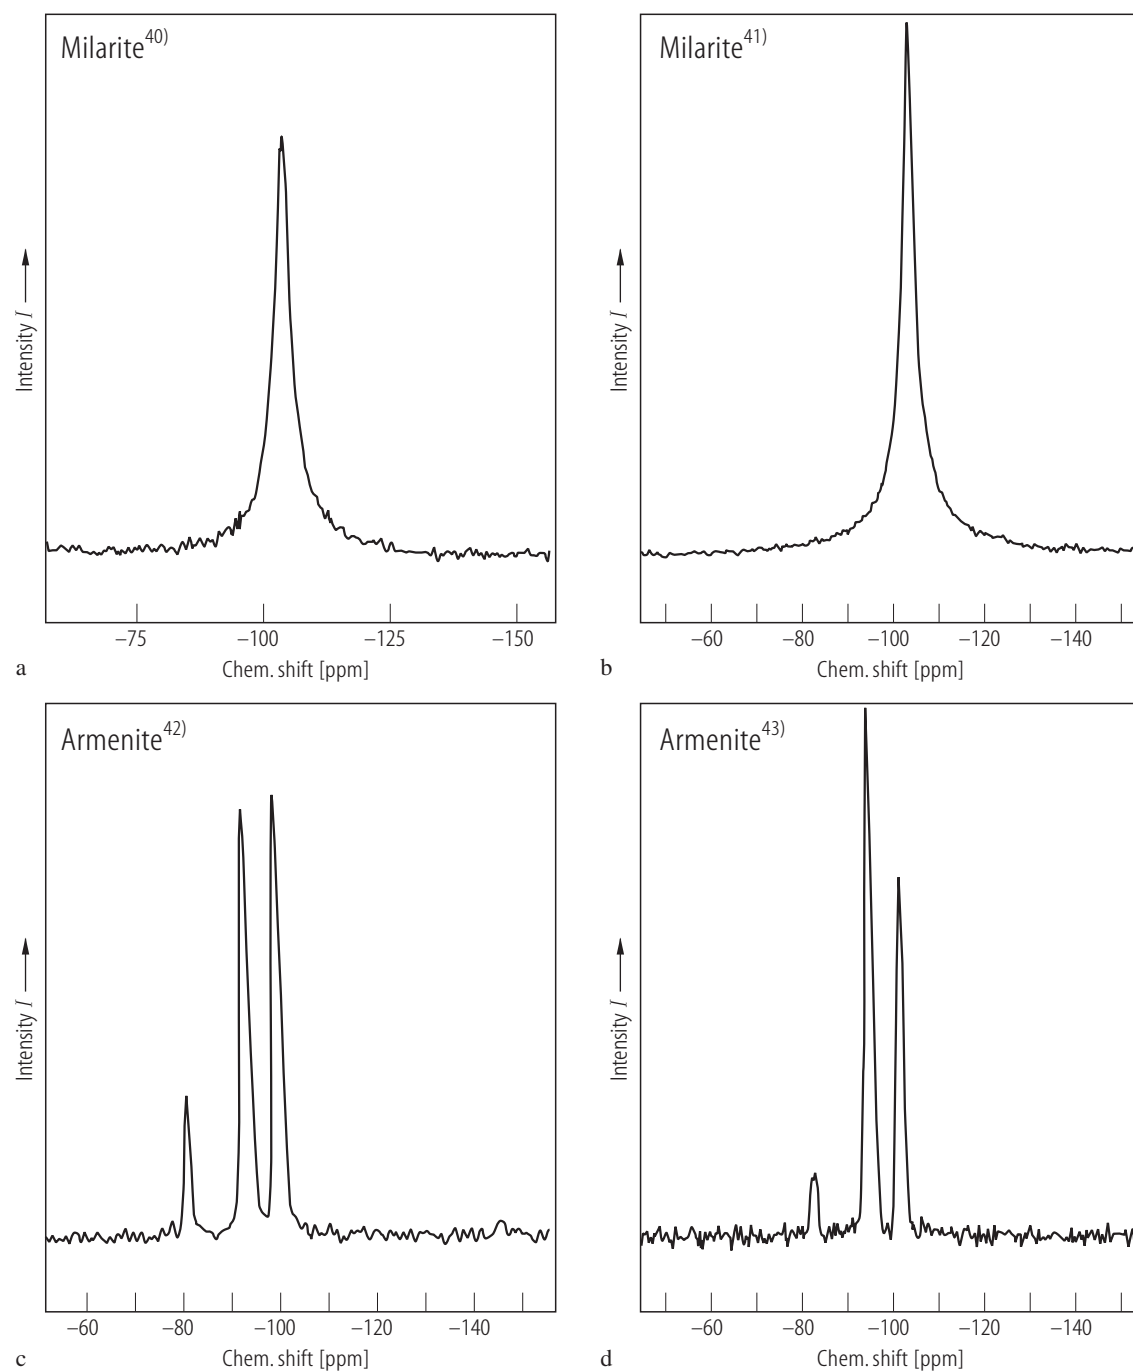 Milarite40)
Intensity I
−75 −100 −125 −150
Chem. shift [ppm]
a
Milarite41)
Intensity I
−60 −80 −100 −120 −140
Chem. shift [ppm]
b
Armenite42)
Intensity I
−60 −80 −100 −120 −140
Chem. shift [ppm]
c
Armenite43)
Intensity I
−60 −80 −100 −120 −140
Chem. shift [ppm]
d